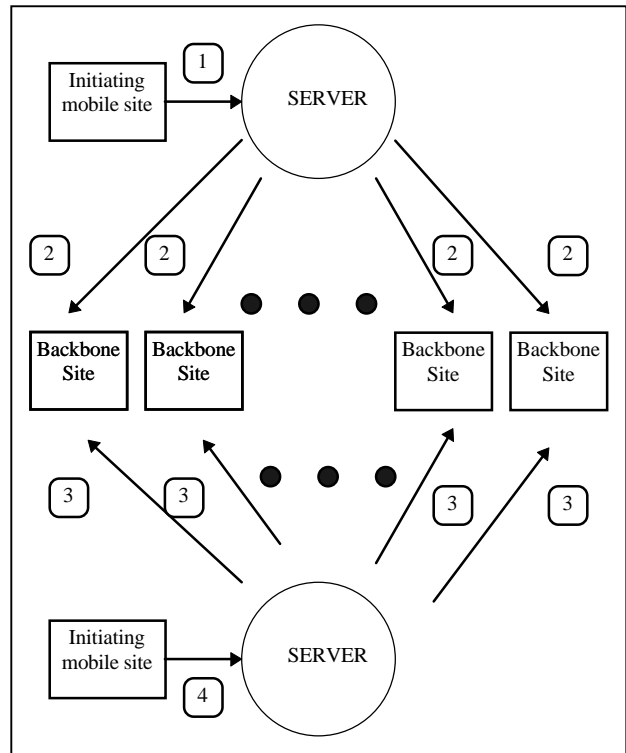 1
Initiating
mobile site
SERVER
2
2
2
2
Backbone
Site
Backbone
Site
Backbone
Site
Backbone
Site
3
3
3
3
Initiating
mobile site
SERVER
4